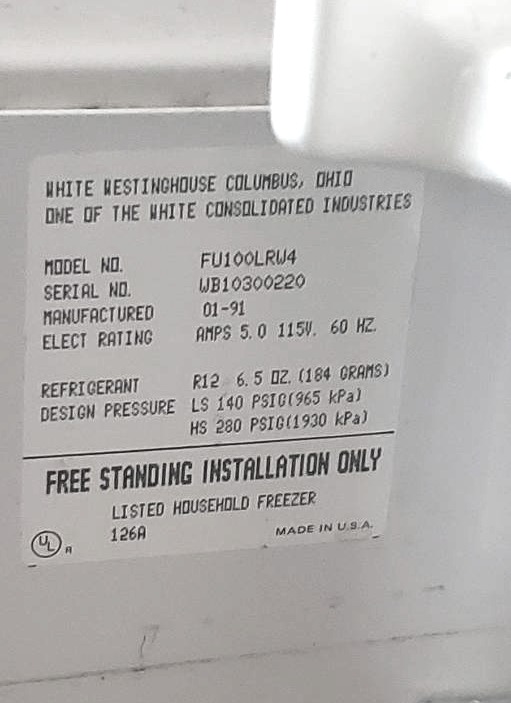 WHITE WESTINGHOUSE COLUMBUS, OHIO
ONE OF THE WHITE CONSOLIDATED INDUSTRIES
MODEL NO. FU100LRW4
SERIAL NO. WB10300220
MANUFACTURED 01-91
ELECT RATING AMPS 5.0 115V. 60 HZ.
REFRIGERANT R12 6.5 OZ. (184 GRAMS)
DESIGN PRESSURE LS 140 PSIG(965 kPa)
HS 280 PSIG(1930 kPa)
FREE STANDING INSTALLATION ONLY
LISTED HOUSEHOLD FREEZER
UL R 126A MADE IN U.S.A.